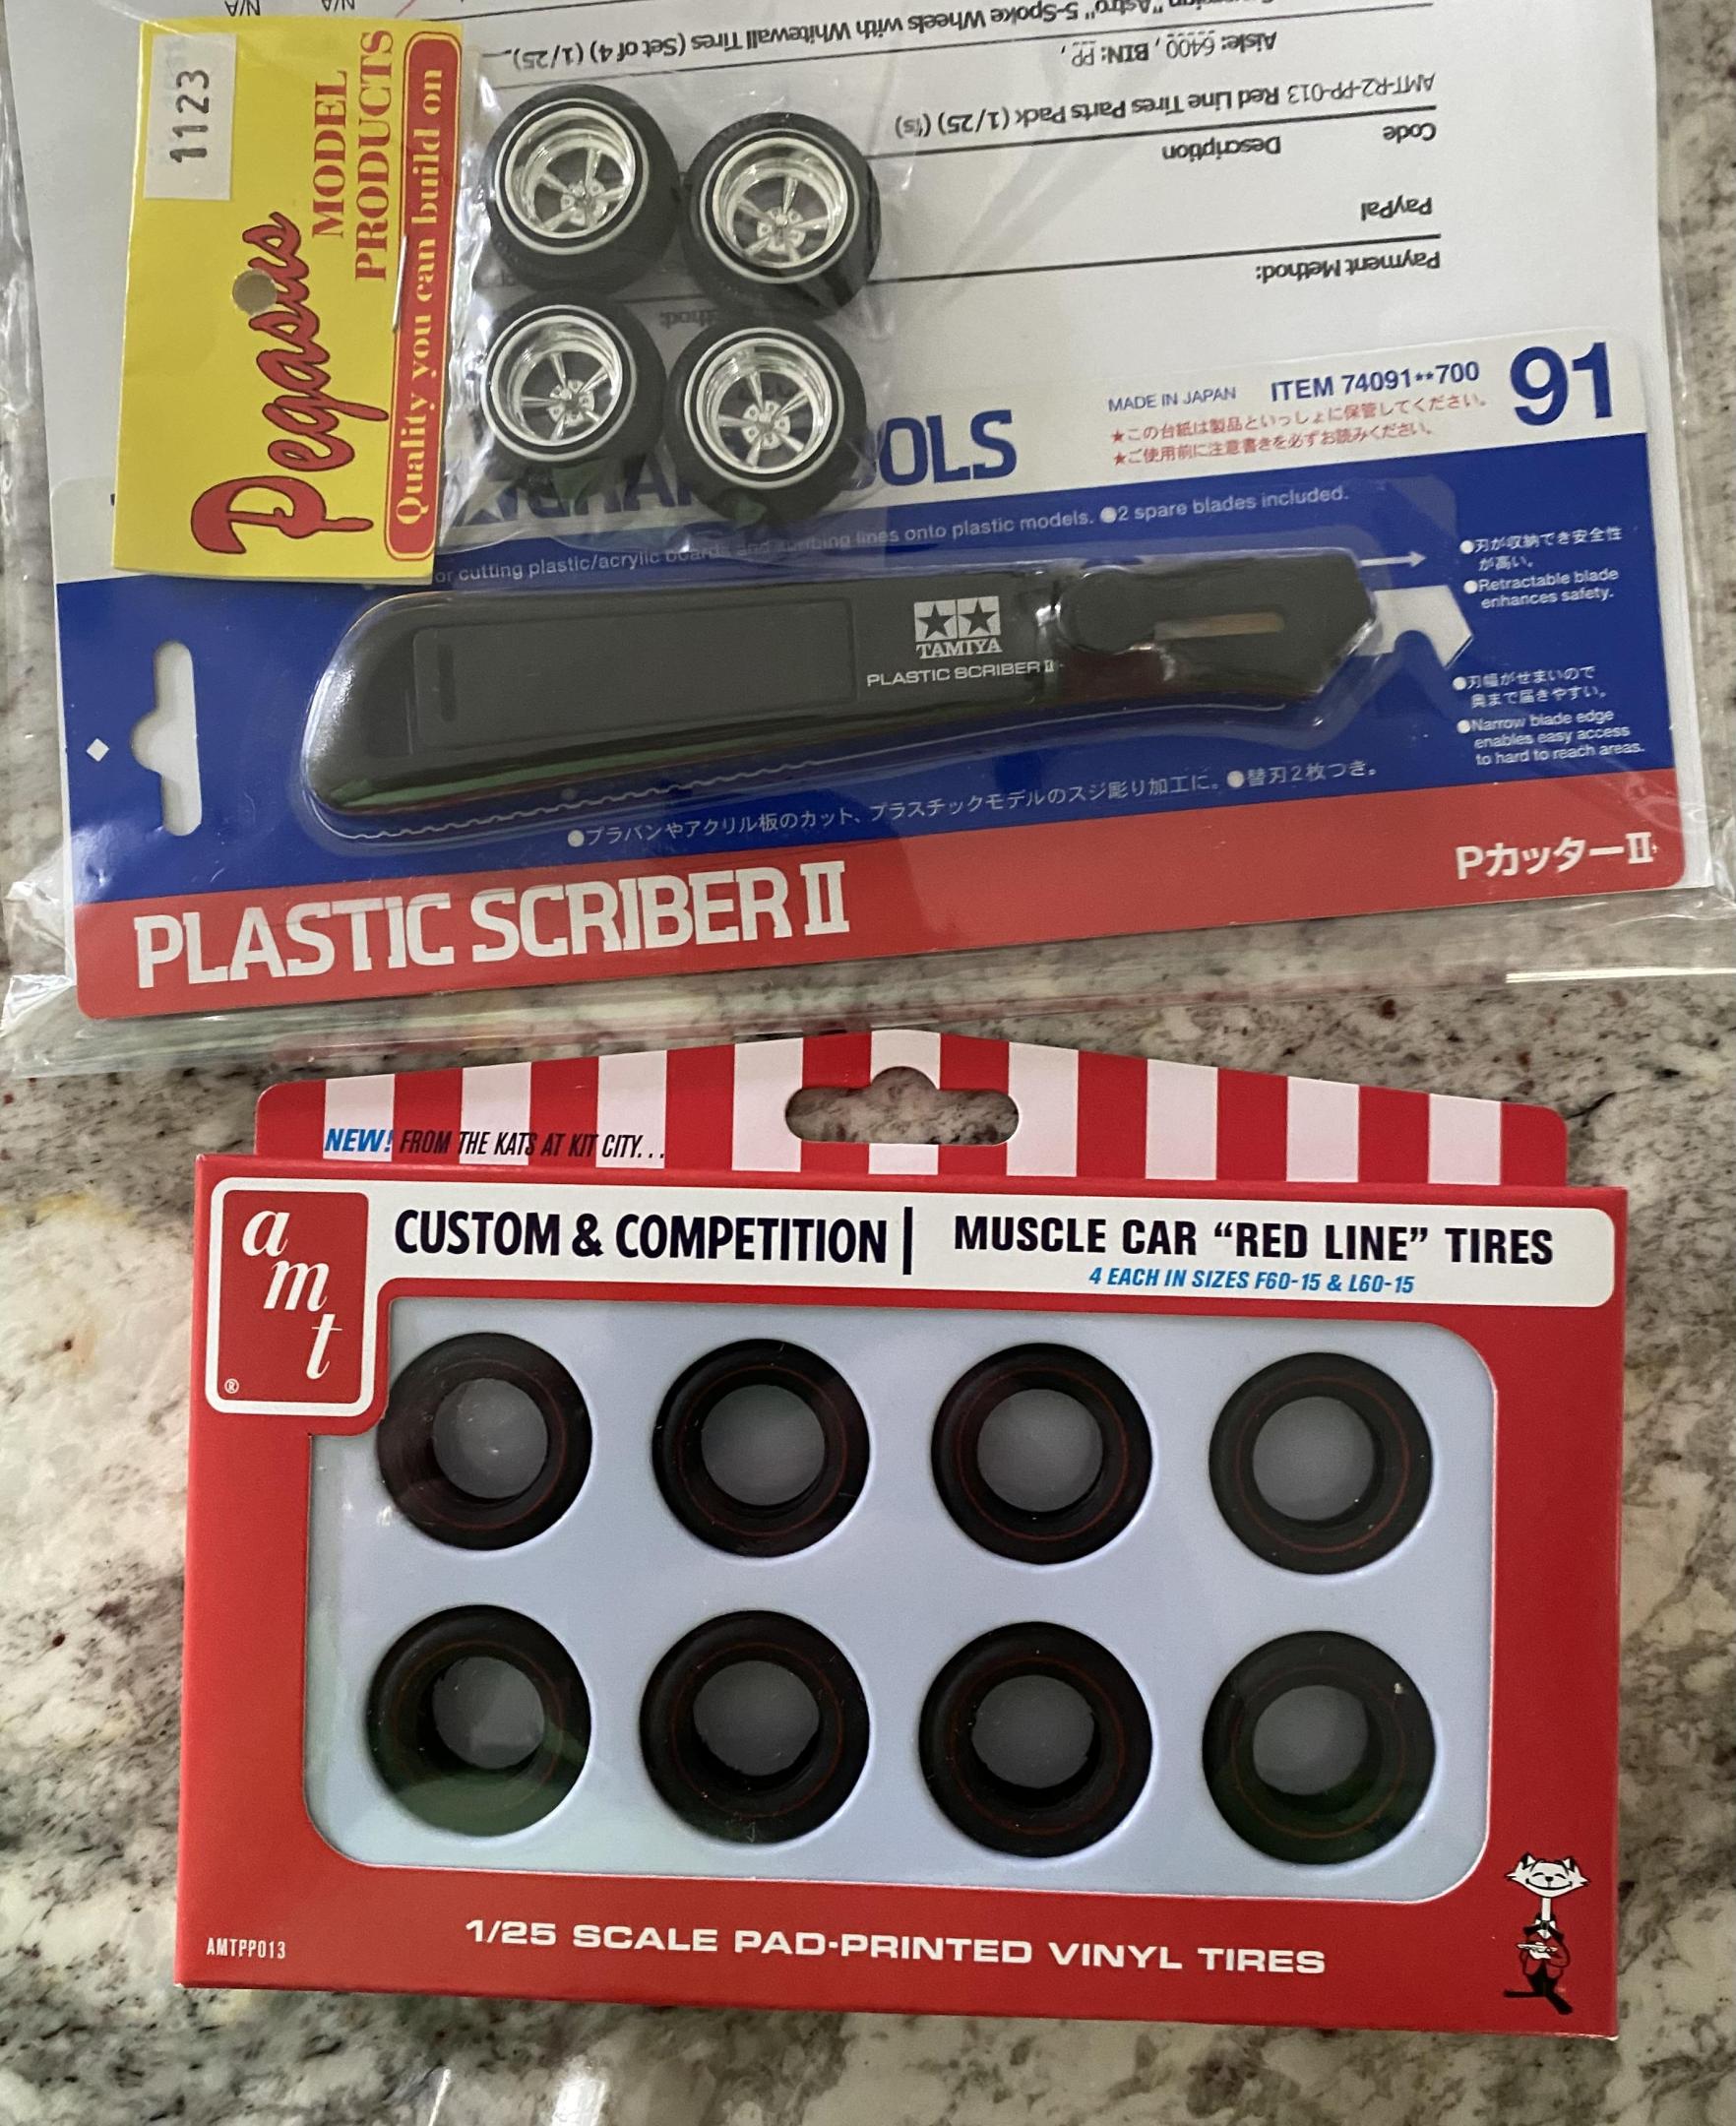 N/A
N/A
"Astro" 5-Spoke Wheels with Whitewall Tires (Set of 4) (1/25)
Aisle: 6400, BIN: PP,
AMT-R2-PP-013 Red Line Tires Parts Pack (1/25) (fs)
Code
Description
PayPal
Payment Method:
1123
Pegasus
MODEL
PRODUCTS
Quality you can build on
MADE IN JAPAN
ITEM 74091**700
91
★この台紙は製品といっしょに保管してください。
★ご使用前に注意書きを必ずお読みください。
OLS
or cutting plastic/acrylic boards and scribing lines onto plastic models. ●2 spare blades included.
●刃が収納でき安全性
が高い。
●Retractable blade
enhances safety.
TAMIYA
PLASTIC SCRIBER II
●刃幅がせまいので
奥まで届きやすい。
●Narrow blade edge
enables easy access
to hard to reach areas.
●プラバンやアクリル板のカット、プラスチックモデルのスジ彫り加工に。●替刃2枚つき。
PLASTIC SCRIBER II
PカッターII
NEW! FROM THE KATS AT KIT CITY...
amt
®
CUSTOM & COMPETITION | MUSCLE CAR “RED LINE” TIRES
4 EACH IN SIZES F60-15 & L60-15
AMTPP013
1/25 SCALE PAD-PRINTED VINYL TIRES